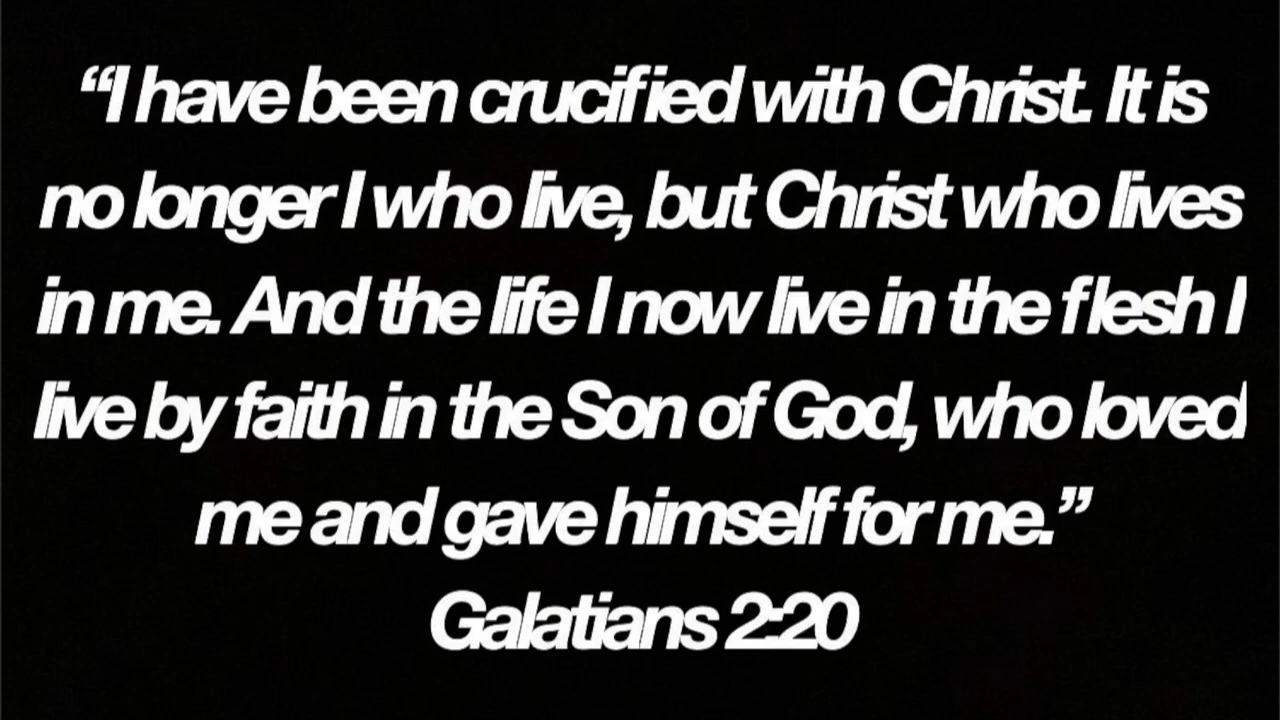 “I have been crucified with Christ. It is
no longer I who live, but Christ who lives
in me. And the life I now live in the flesh I
live by faith in the Son of God, who loved
me and gave himself for me.”
Galatians 2:20